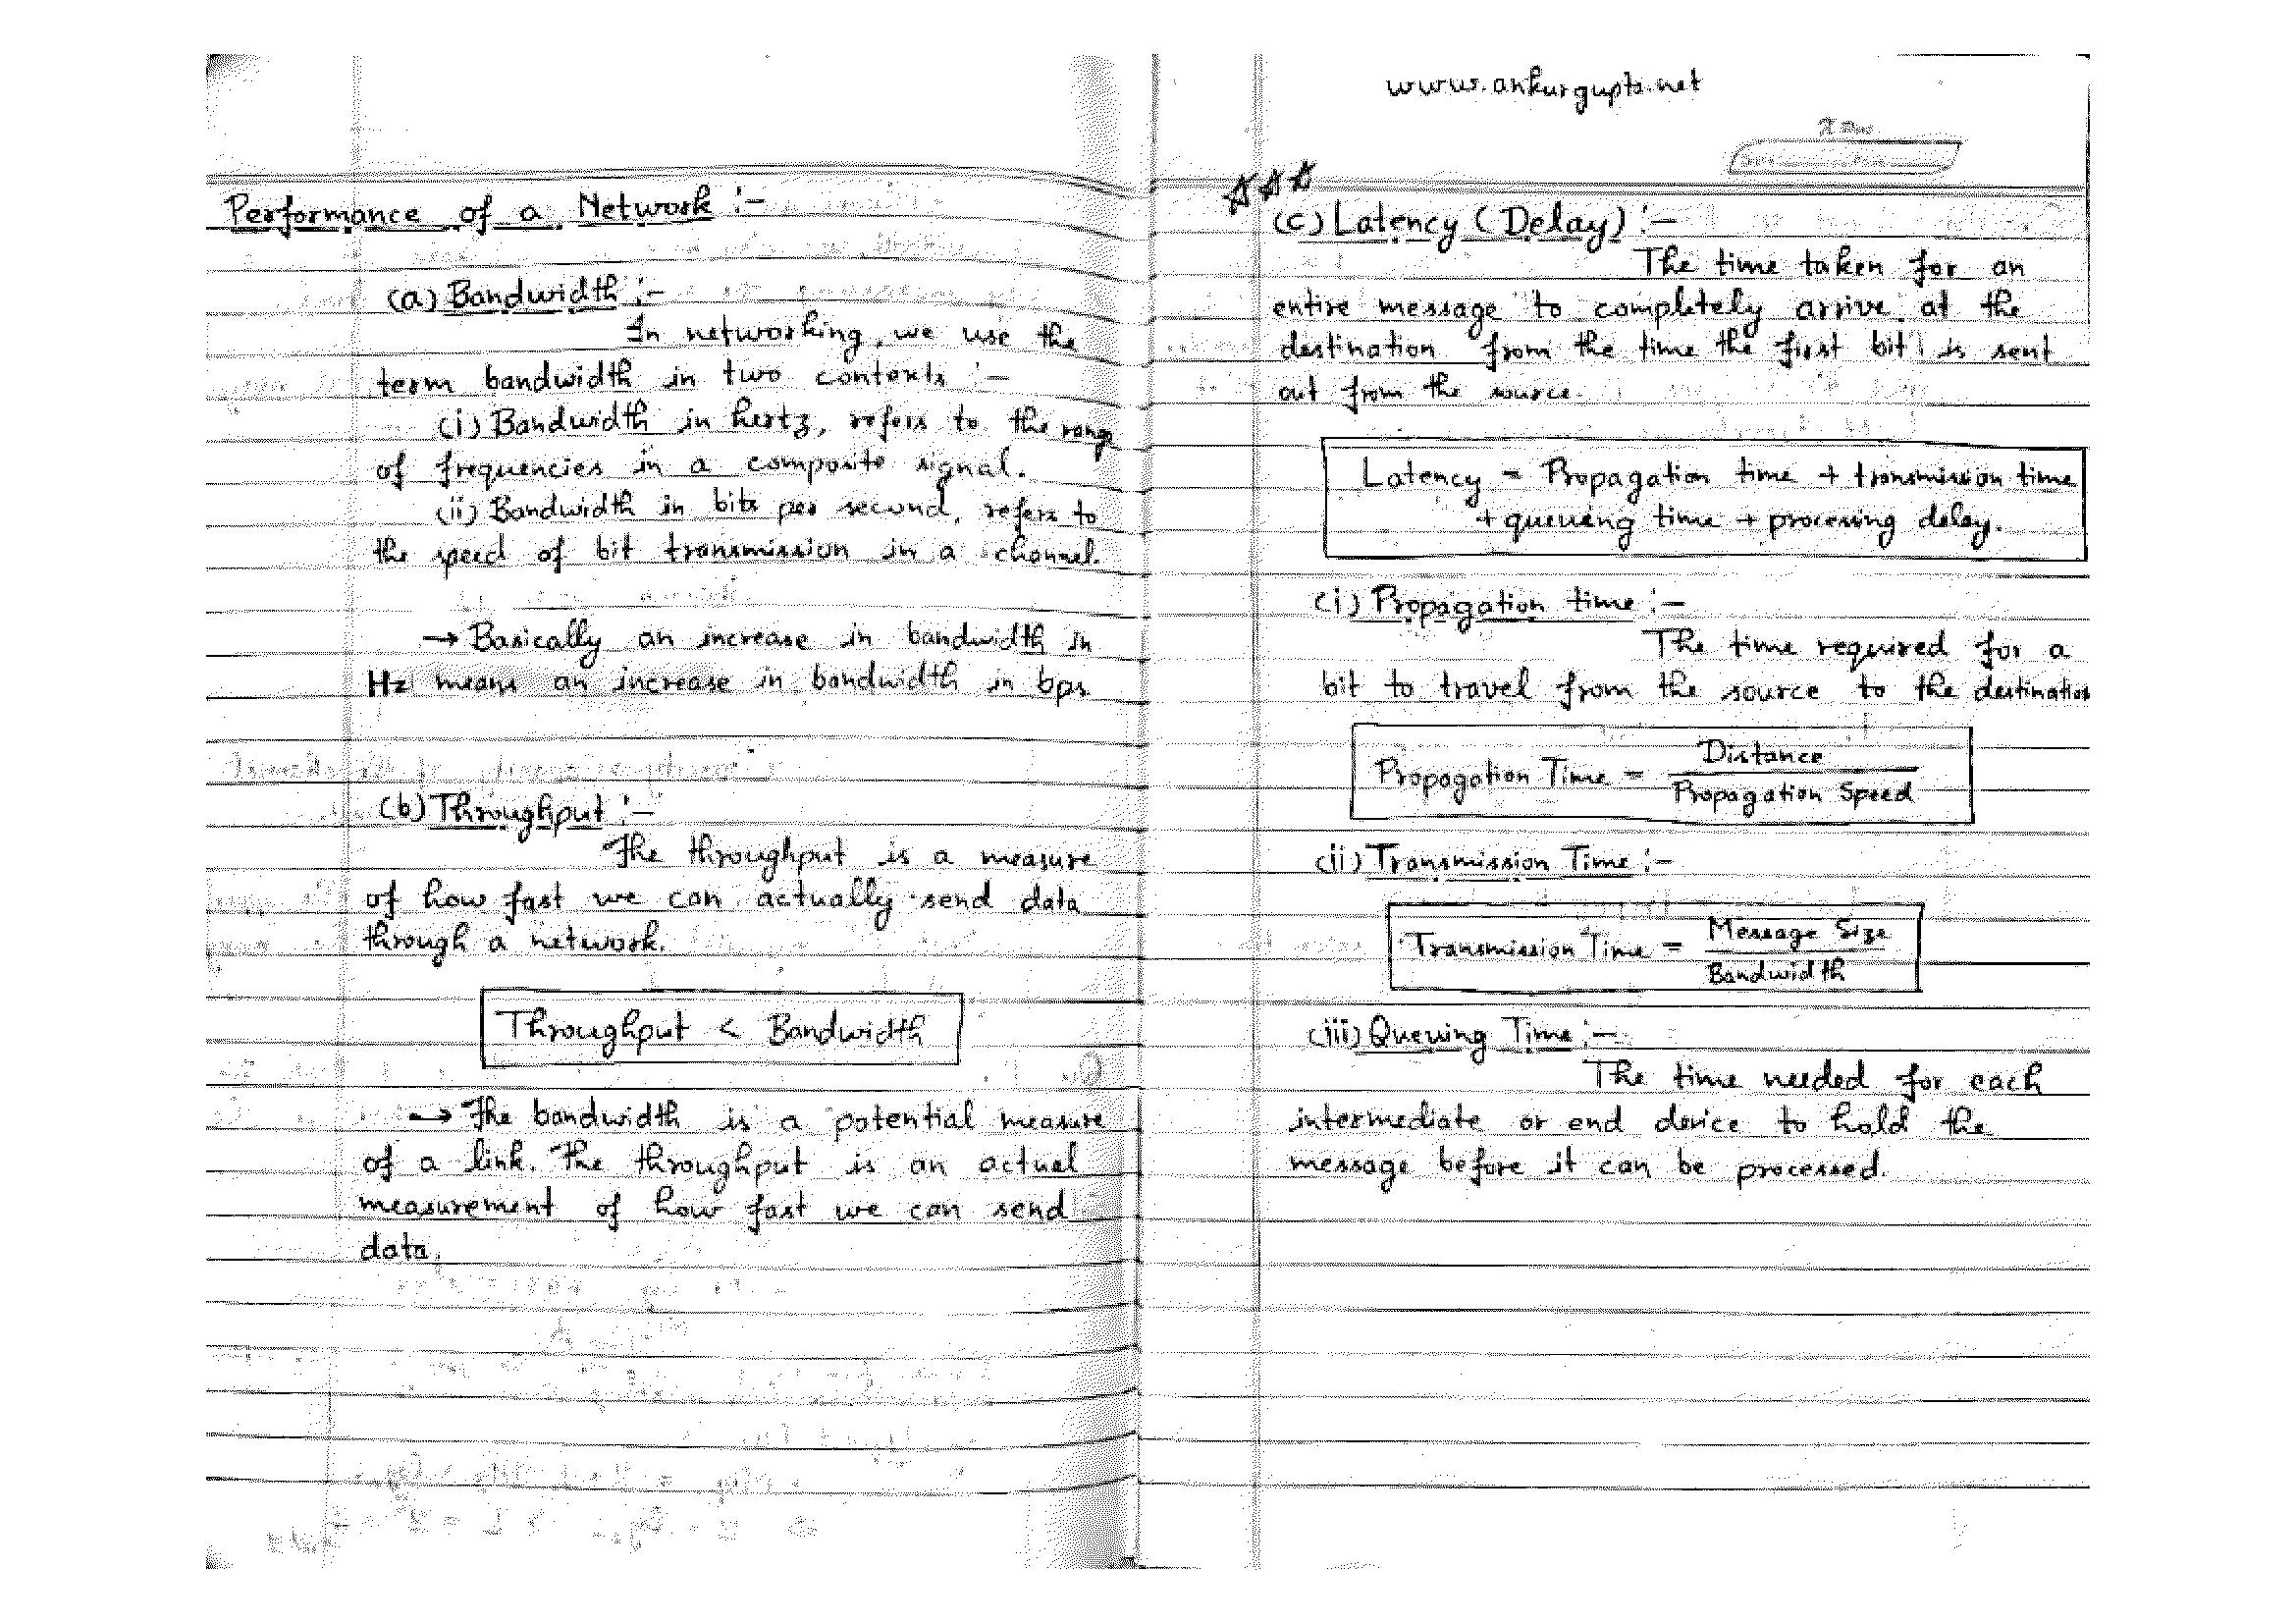 Performance of a Network :-
(a) Bandwidth :-
In networking, we use the
term bandwidth in two contexts :-
(i) Bandwidth in hertz, refers to the range
of frequencies in a composite signal.
(ii) Bandwidth in bits per second, refers to
the speed of bit transmission in a channel.
→ Basically an increase in bandwidth in
Hz means an increase in bandwidth in bps
(b) Throughput :-
The throughput is a measure
of how fast we can actually send data
through a network.
Throughput < Bandwidth
→ The bandwidth is a potential measure
of a link. The throughput is an actual
measurement of how fast we can send
data.
www.ankurgupta.net
(c) Latency (Delay) :-
The time taken for an
entire message to completely arrive at the
destination from the time the first bit is sent
out from the source.
Latency = Propagation time + transmission time
+ queuing time + processing delay.
(i) Propagation time :-
The time required for a
bit to travel from the source to the destination
Propagation Time = Distance
Propagation Speed
(ii) Transmission Time :-
Transmission Time = Message Size
Bandwidth
(iii) Queuing Time :-
The time needed for each
intermediate or end device to hold the
message before it can be processed.